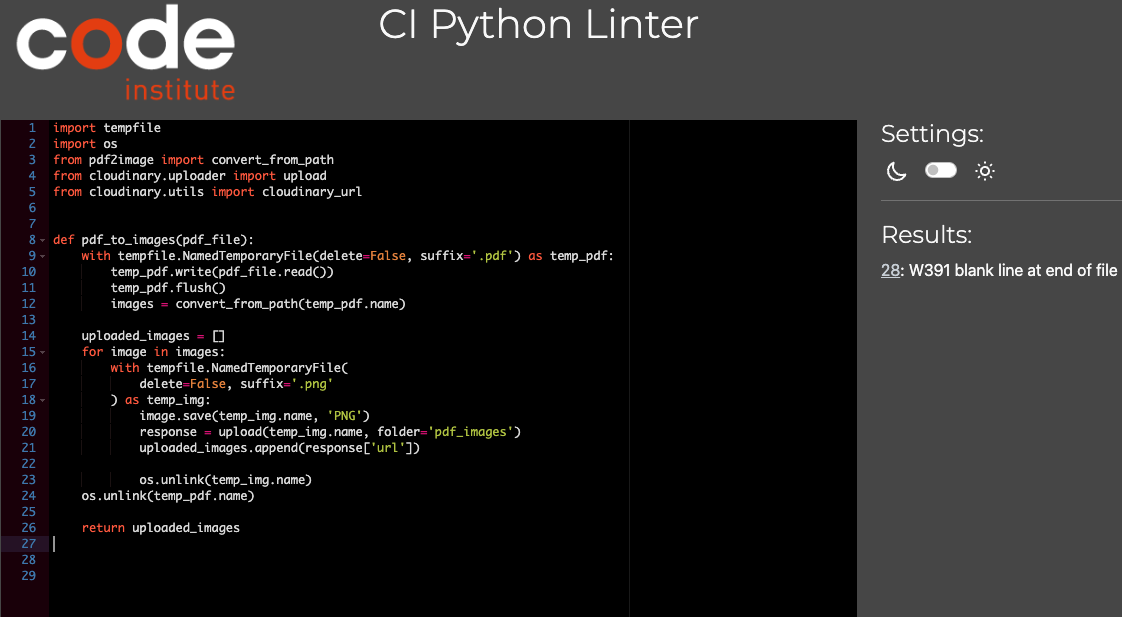 code
institute
CI Python Linter
1 import tempfile
2 import os
3 from pdf2image import convert_from_path
4 from cloudinary.uploader import upload
5 from cloudinary.utils import cloudinary_url
6
7
8 def pdf_to_images(pdf_file):
9     with tempfile.NamedTemporaryFile(delete=False, suffix='.pdf') as temp_pdf:
10         temp_pdf.write(pdf_file.read())
11         temp_pdf.flush()
12         images = convert_from_path(temp_pdf.name)
13
14     uploaded_images = []
15     for image in images:
16         with tempfile.NamedTemporaryFile(
17             delete=False, suffix='.png'
18         ) as temp_img:
19             image.save(temp_img.name, 'PNG')
20             response = upload(temp_img.name, folder='pdf_images')
21             uploaded_images.append(response['url'])
22
23             os.unlink(temp_img.name)
24     os.unlink(temp_pdf.name)
25
26     return uploaded_images
27
28
29
Settings:
Results:
28: W391 blank line at end of file